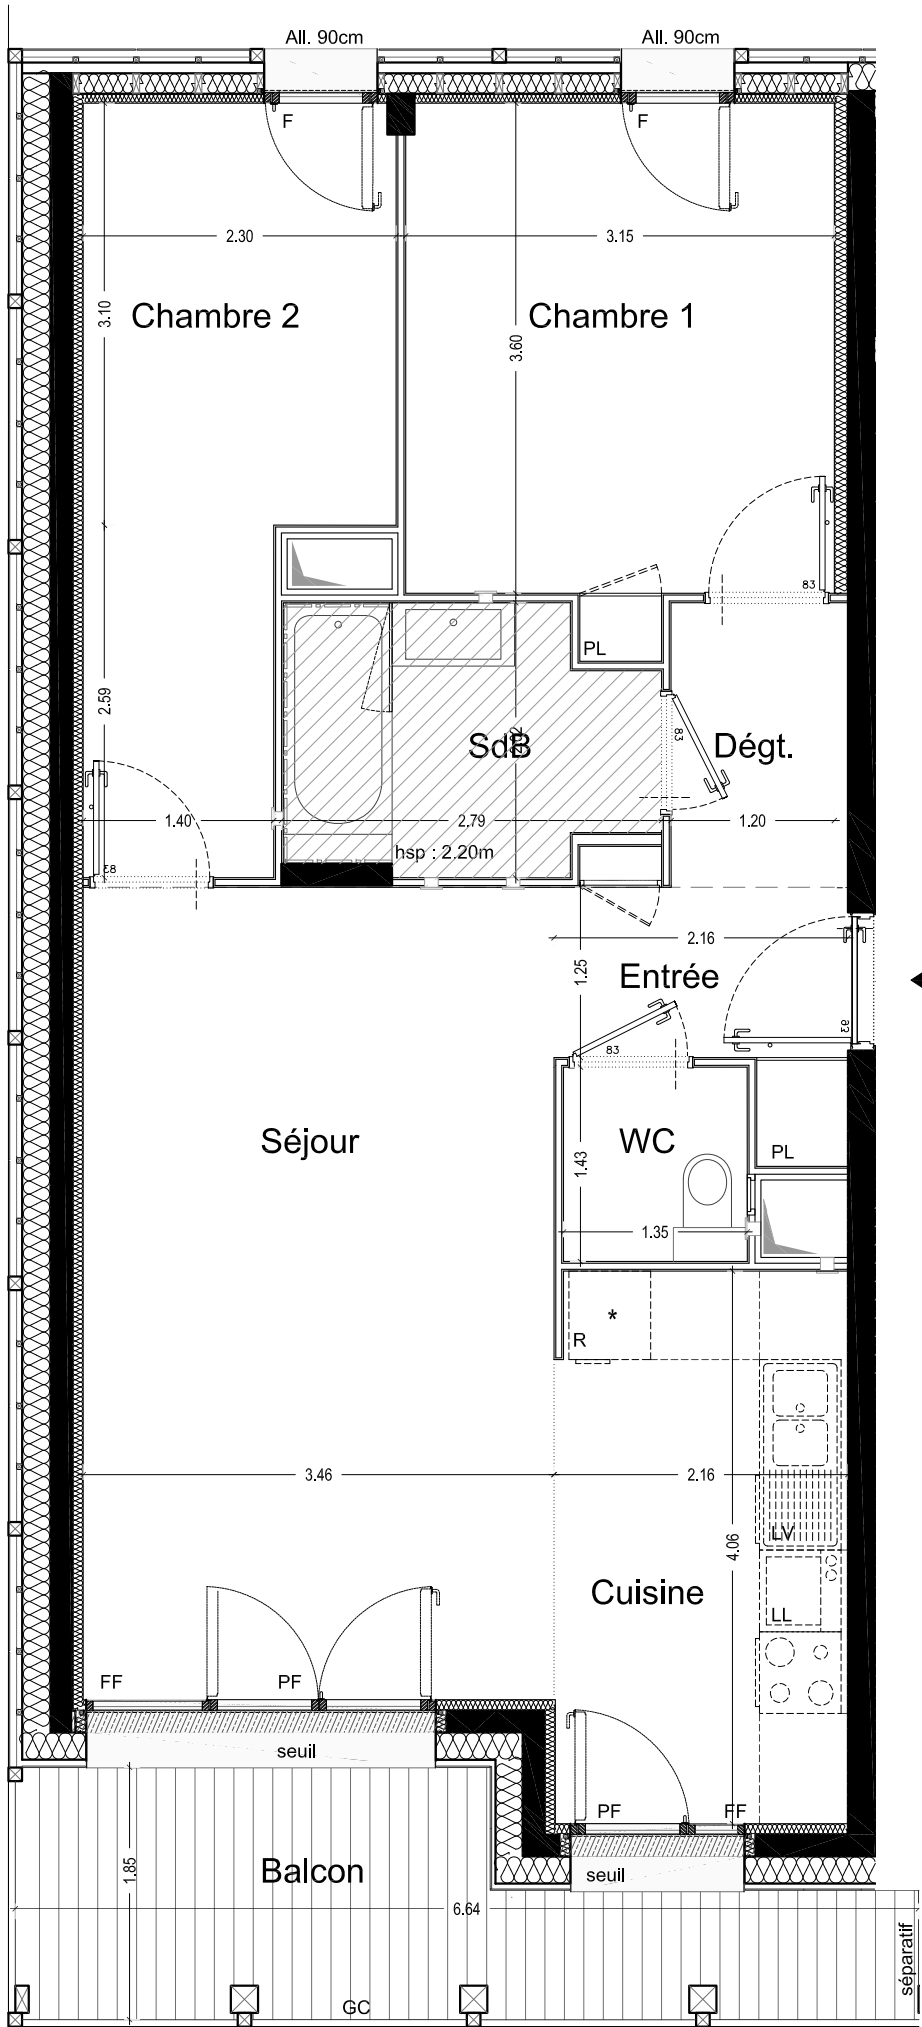 All. 90cm
All. 90cm
F
F
2.30
3.15
3.10
Chambre 2
Chambre 1
3.60
83
PL
2.59
SdB
83
Dégt.
1.40
2.79
1.20
hsp : 2.20m
83
2.16
1.25
Entrée
93
83
Séjour
WC
1.43
PL
1.35
R
*
3.46
2.16
LV
4.06
Cuisine
LL
FF
PF
seuil
PF
FF
Balcon
seuil
1.85
6.64
séparatif
GC